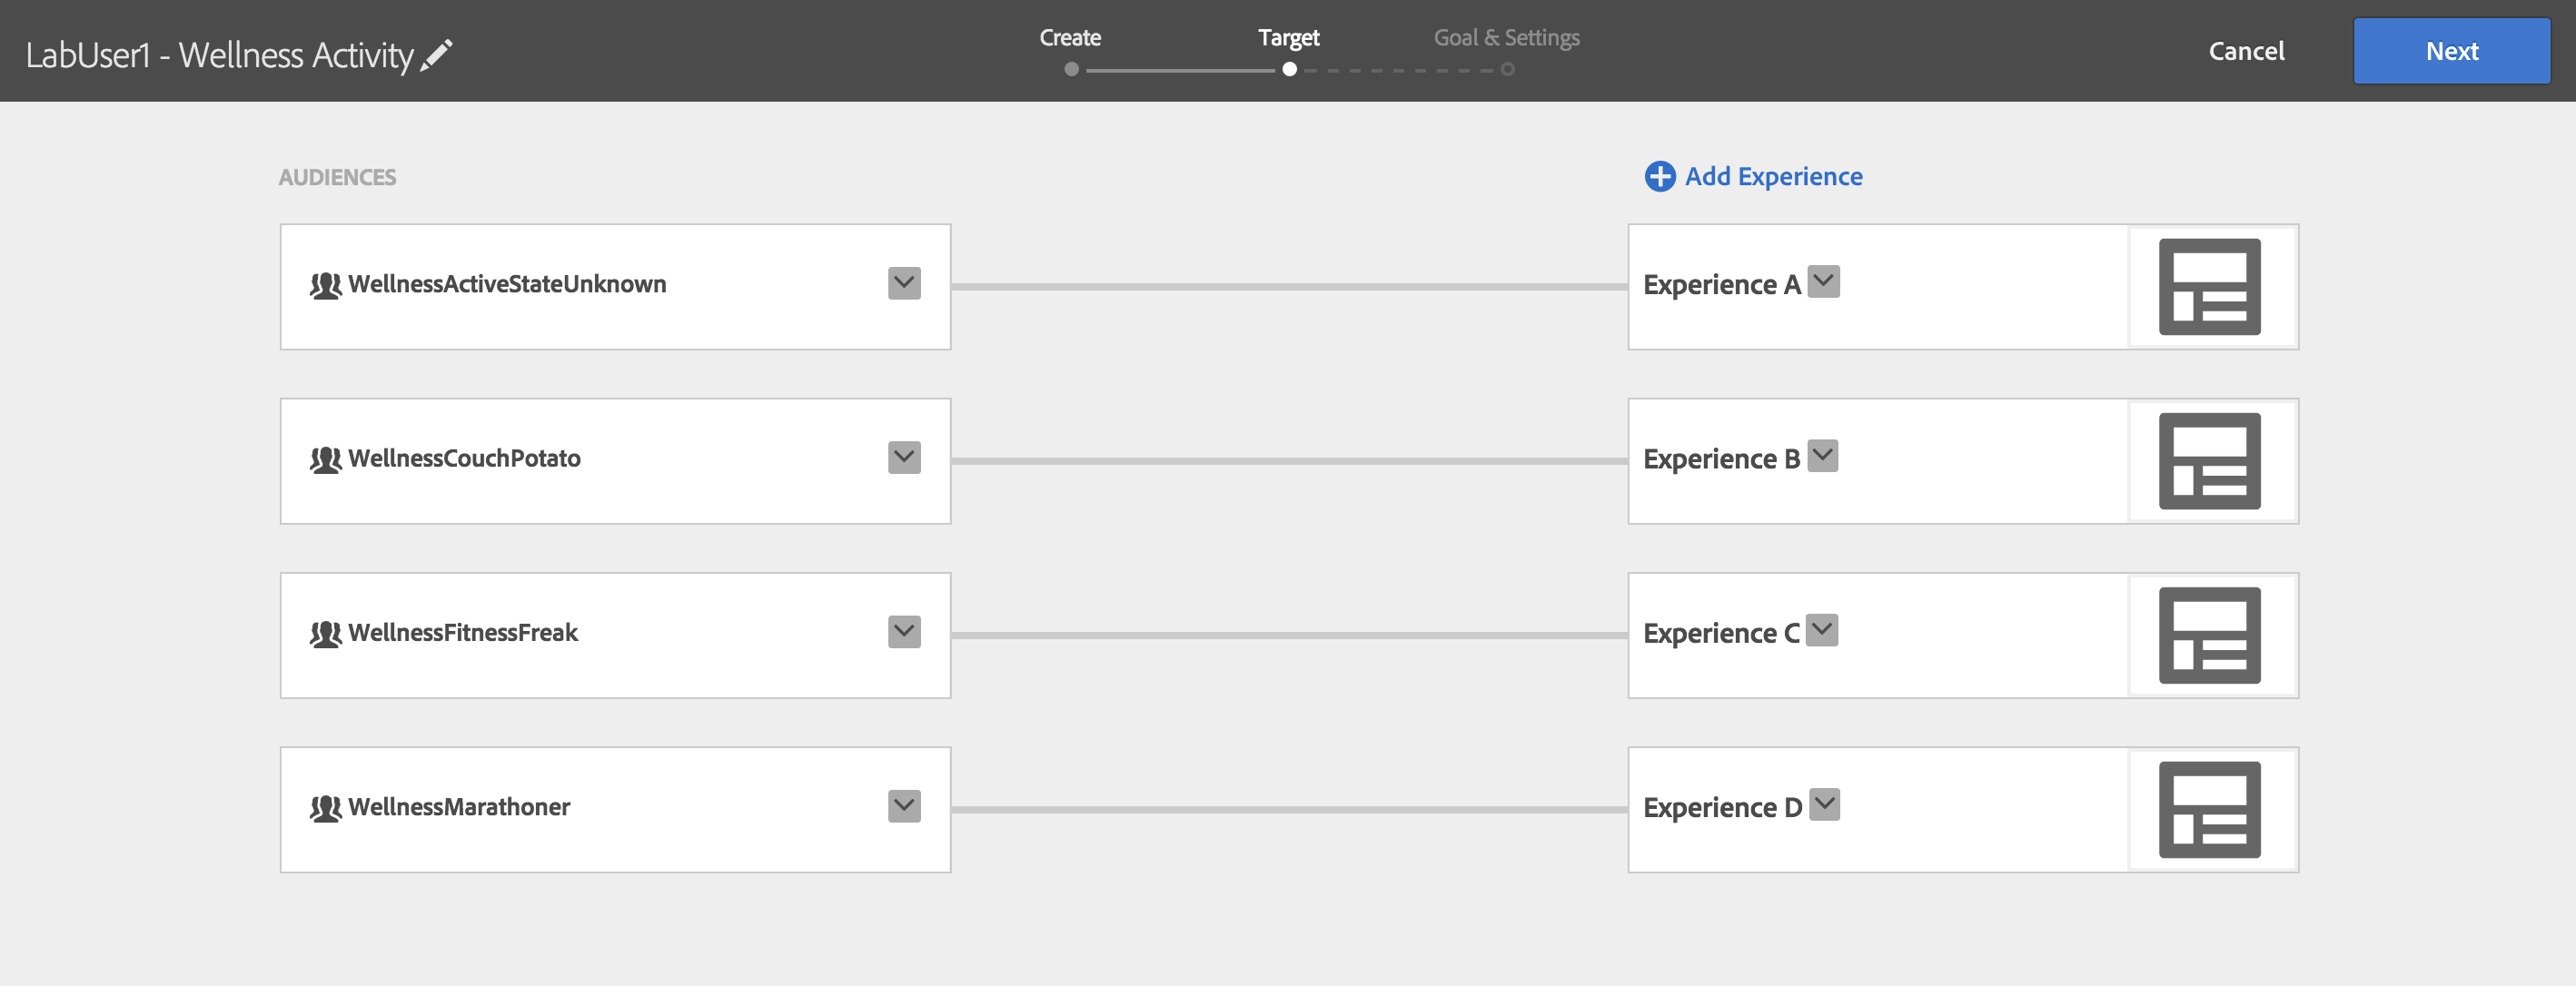 LabUser1 - Wellness Activity
Create
Target
Goal & Settings
Cancel
Next
AUDIENCES
Add Experience
WellnessActiveStateUnknown
Experience A
WellnessCouchPotato
Experience B
WellnessFitnessFreak
Experience C
WellnessMarathoner
Experience D